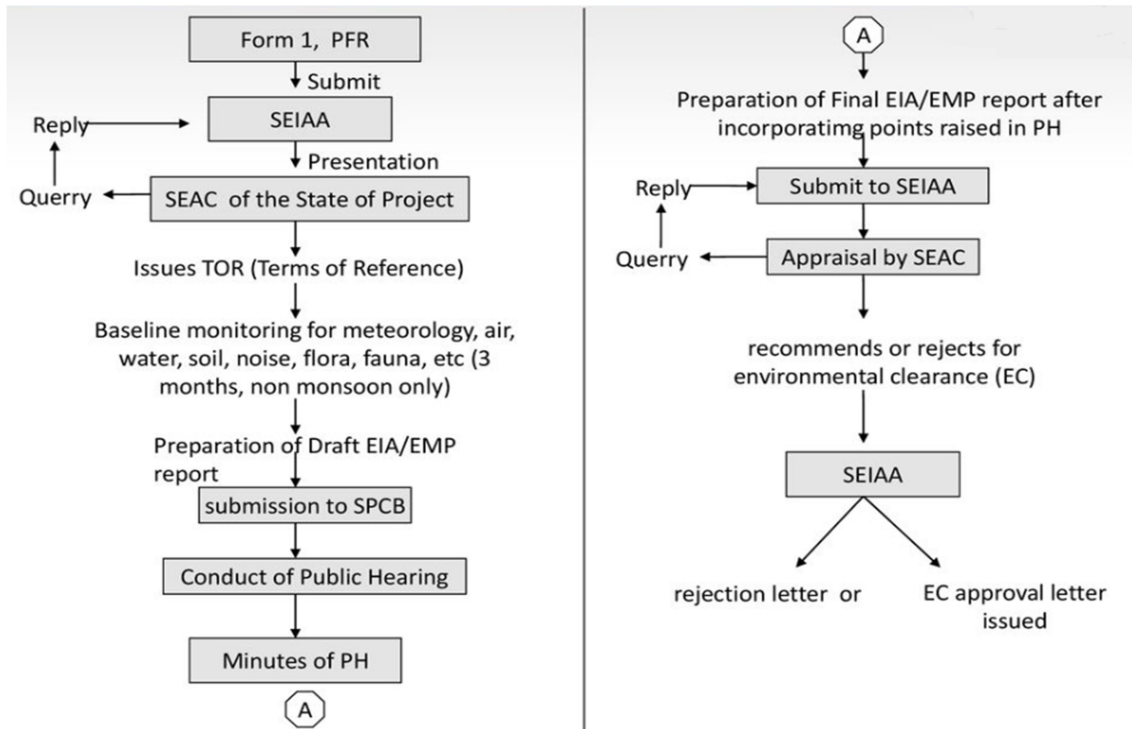 Form 1, PFR
Submit
SEIAA
Reply
Presentation
Querry
SEAC of the State of Project
Issues TOR (Terms of Reference)
Baseline monitoring for meteorology, air,
water, soil, noise, flora, fauna, etc (3
months, non monsoon only)
Preparation of Draft EIA/EMP
report
submission to SPCB
Conduct of Public Hearing
Minutes of PH
A
A
Preparation of Final EIA/EMP report after
incorporatimg points raised in PH
Reply
Submit to SEIAA
Querry
Appraisal by SEAC
recommends or rejects for
environmental clearance (EC)
SEIAA
rejection letter or
EC approval letter
issued